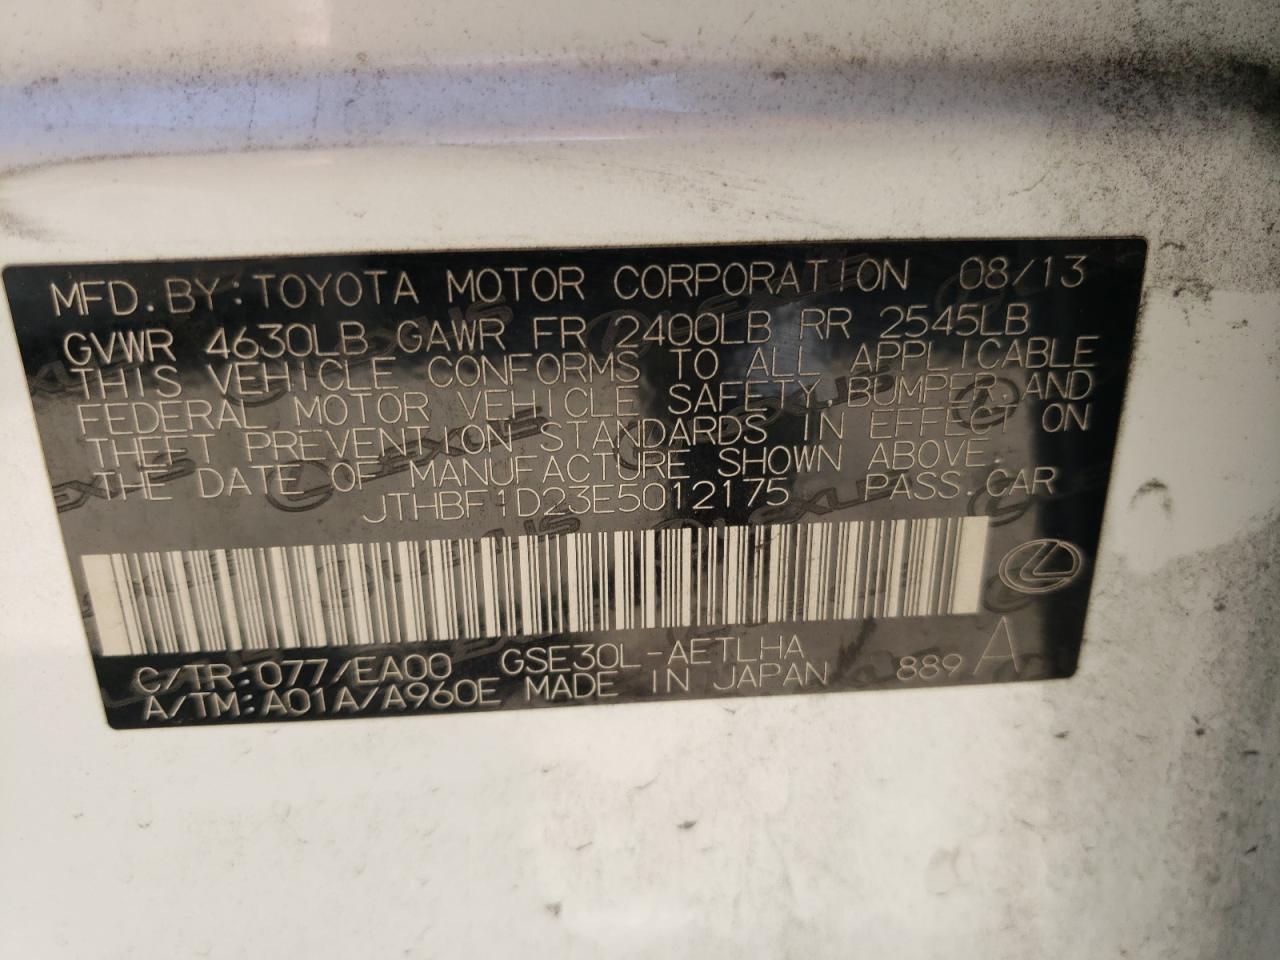 MFD. BY: TOYOTA MOTOR CORPORATION 08/13
GVWR 4630LB GAWR FR 2400LB RR 2545LB
THIS VEHICLE CONFORMS TO ALL APPLICABLE
FEDERAL MOTOR VEHICLE SAFETY, BUMPER, AND
THEFT PREVENTION STANDARDS IN EFFECT ON
THE DATE OF MANUFACTURE SHOWN ABOVE.
JTHBF1D23E5012175 PASS. CAR
C/TR: 077/EA00 GSE30L-AETLHA
A/TM: A01A/A960E MADE IN JAPAN 889 A